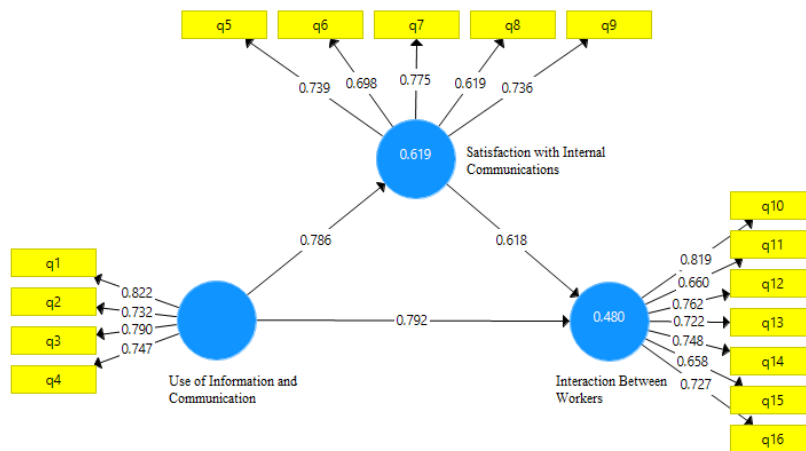 q5
q6
q7
q8
q9
0.739
0.698
0.775
0.619
0.736
0.619
Satisfaction with Internal
Communications
0.786
0.618
q1
q2
q3
q4
0.822
0.732
0.790
0.747
Use of Information and
Communication
0.792
0.480
Interaction Between
Workers
q10
q11
q12
q13
q14
q15
q16
0.819
0.660
0.762
0.722
0.748
0.658
0.727